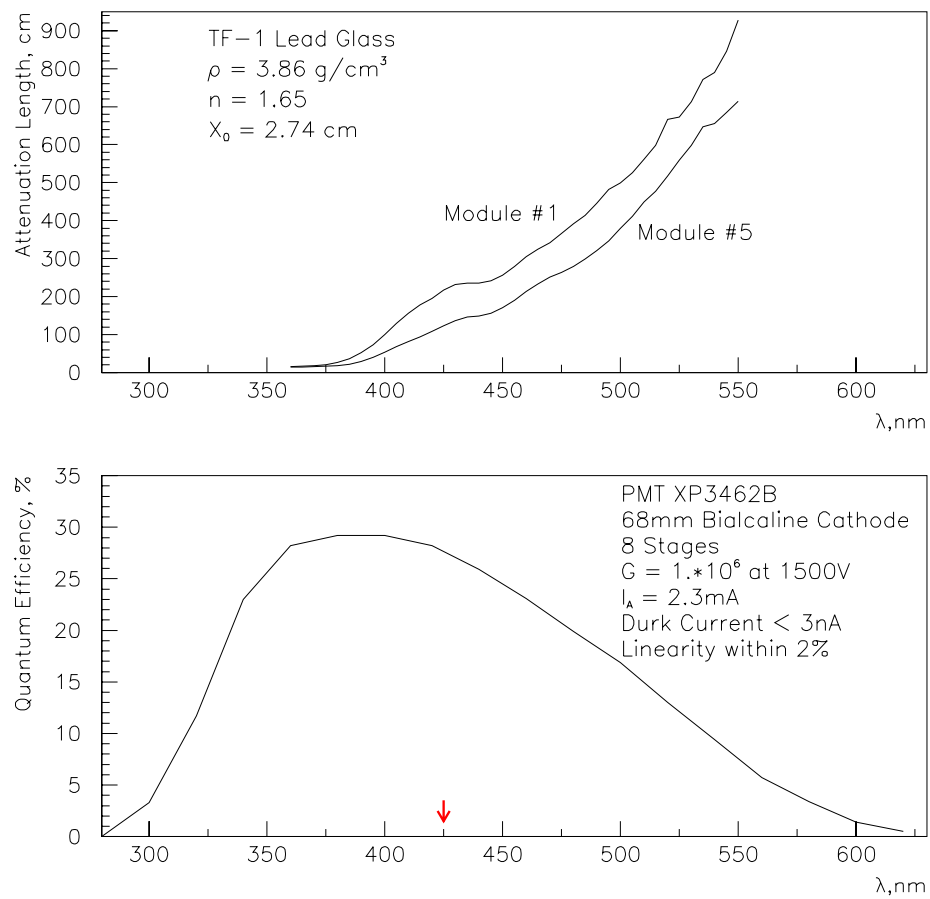 Attenuation Length, cm
900
800
700
600
500
400
300
200
100
0
TF-1 Lead Glass
ρ = 3.86 g/cm³
n = 1.65
X₀ = 2.74 cm
Module #1
Module #5
300 350 400 450 500 550 600
λ,nm
Quantum Efficiency, %
35
30
25
20
15
10
5
0
PMT XP3462B
68mm Bialcaline Cathode
8 Stages
G = 1.*10⁶ at 1500V
I_A = 2.3mA
Durk Current < 3nA
Linearity within 2%
300 350 400 450 500 550 600
λ,nm